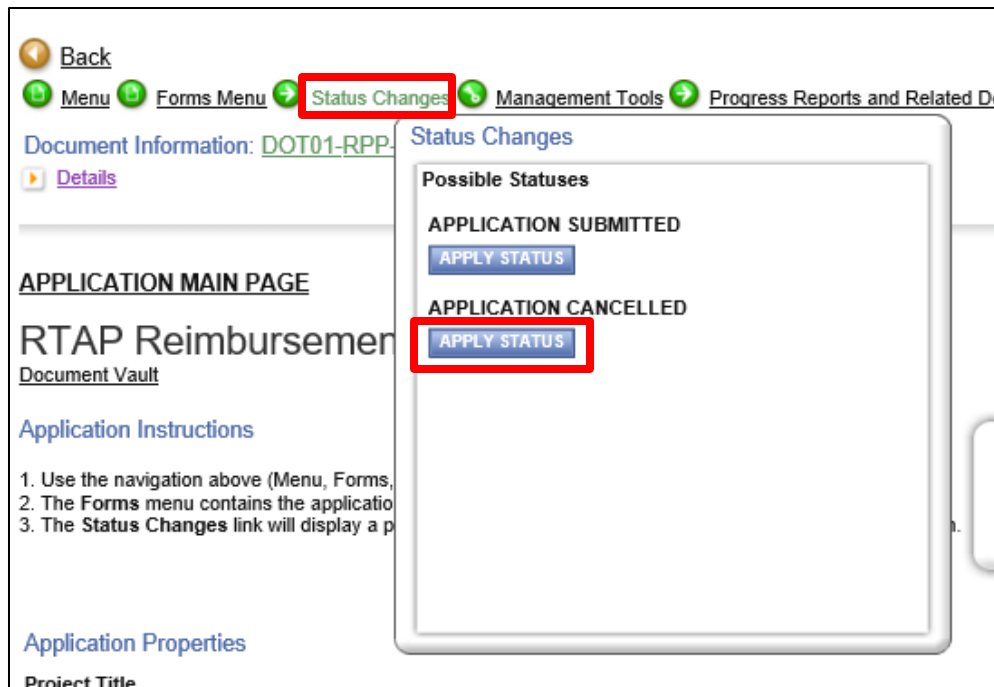 Back
Menu Forms Menu Status Changes Management Tools Progress Reports and Related
Document Information: DOT01-RPP-
Details
Status Changes
Possible Statuses
APPLICATION SUBMITTED
APPLY STATUS
APPLICATION CANCELLED
APPLY STATUS
APPLICATION MAIN PAGE
RTAP Reimbursemen
Document Vault
Application Instructions
1. Use the navigation above (Menu, Forms,
2. The Forms menu contains the applicatio
3. The Status Changes link will display a p
Application Properties
Project Title